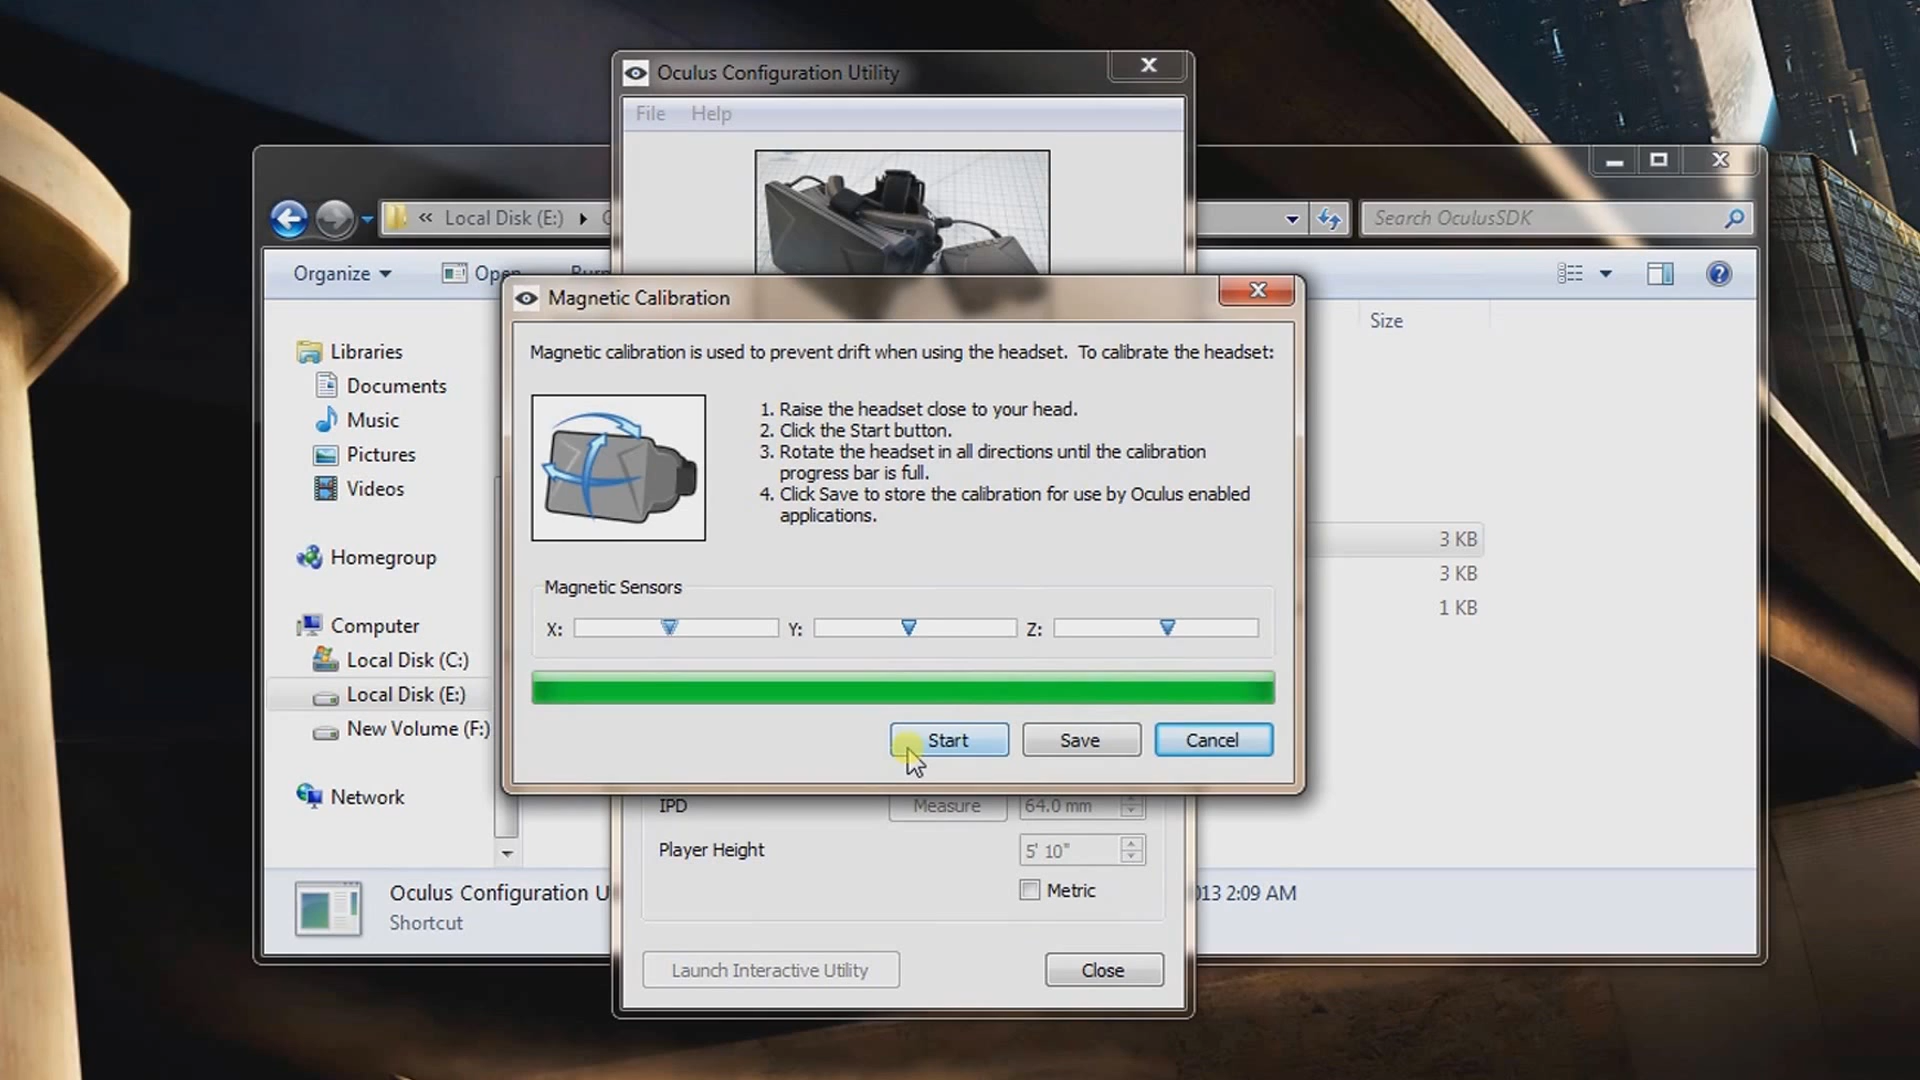 Oculus Configuration Utility
File Help
« Local Disk (E:)
Search OculusSDK
Organize
Size
Magnetic Calibration
Magnetic calibration is used to prevent drift when using the headset. To calibrate the headset:
1. Raise the headset close to your head.
2. Click the Start button.
3. Rotate the headset in all directions until the calibration
progress bar is full.
4. Click Save to store the calibration for use by Oculus enabled
applications.
Magnetic Sensors
X: Y: Z:
Start Save Cancel
Libraries
Documents
Music
Pictures
Videos
Homegroup
Computer
Local Disk (C:)
Local Disk (E:)
New Volume (F:)
Network
3 KB
3 KB
1 KB
IPD Measure 64.0 mm
Player Height 5' 10"
Metric
Launch Interactive Utility Close
Oculus Configuration U
Shortcut
013 2:09 AM